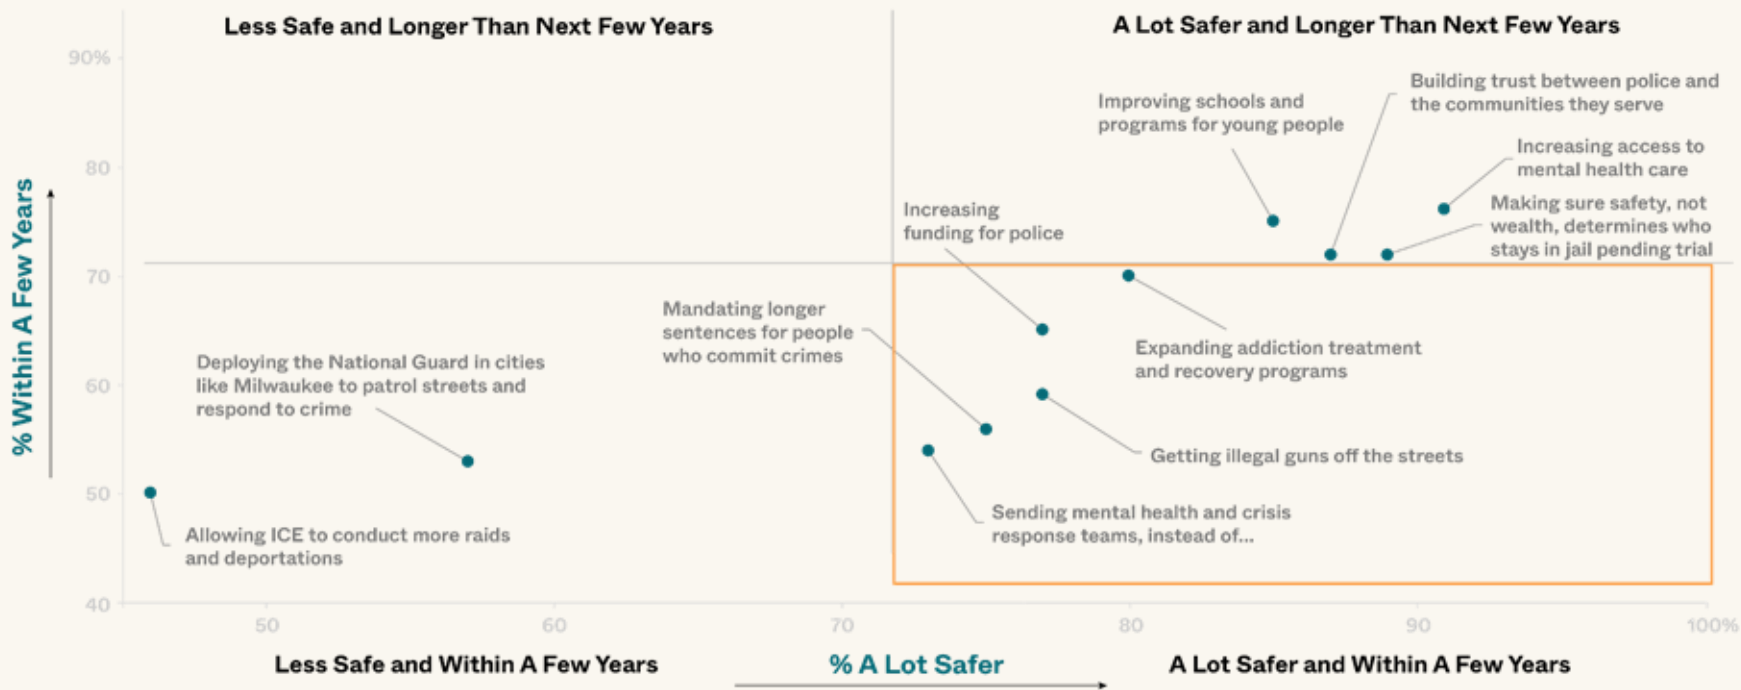 Less Safe and Longer Than Next Few Years
A Lot Safer and Longer Than Next Few Years
90%
80
70
60
50
40
% Within A Few Years
Improving schools and
programs for young people
Building trust between police and
the communities they serve
Increasing access to
mental health care
Making sure safety, not
wealth, determines who
stays in jail pending trial
Increasing
funding for police
Mandating longer
sentences for people
who commit crimes
Expanding addiction treatment
and recovery programs
Deploying the National Guard in cities
like Milwaukee to patrol streets and
respond to crime
Getting illegal guns off the streets
Sending mental health and crisis
response teams, instead of...
Allowing ICE to conduct more raids
and deportations
50
60
70
80
90
100%
Less Safe and Within A Few Years
% A Lot Safer
A Lot Safer and Within A Few Years